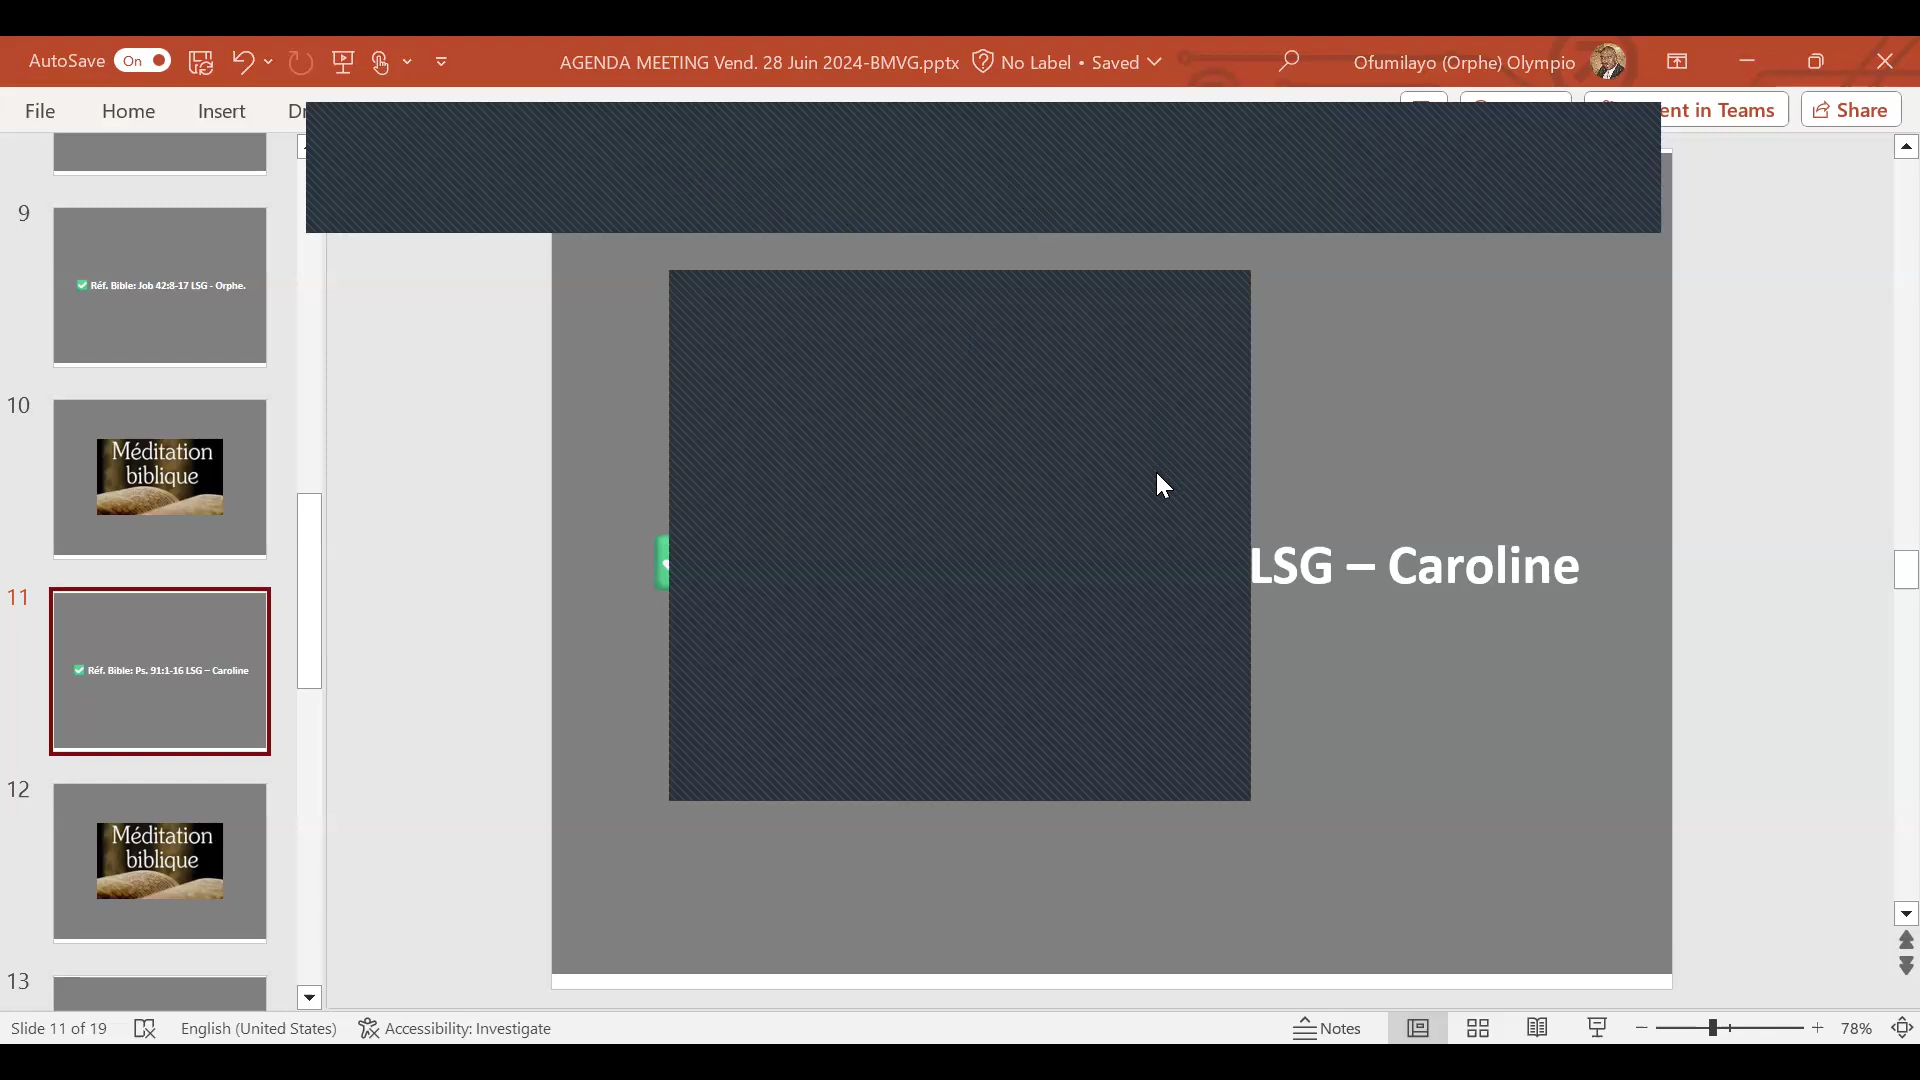 AutoSave On
AGENDA MEETING Vend. 28 Juin 2024-BMVG.pptx
No Label • Saved
Ofumilayo (Orphe) Olympio
File Home Insert
ent in Teams
Share
9
Réf. Bible: Job 42:8-17 LSG - Orphe.
10
Méditation
biblique
11
Réf. Bible: Ps. 91:1-16 LSG – Caroline
12
Méditation
biblique
13
LSG – Caroline
Slide 11 of 19
English (United States)
Accessibility: Investigate
Notes
78%